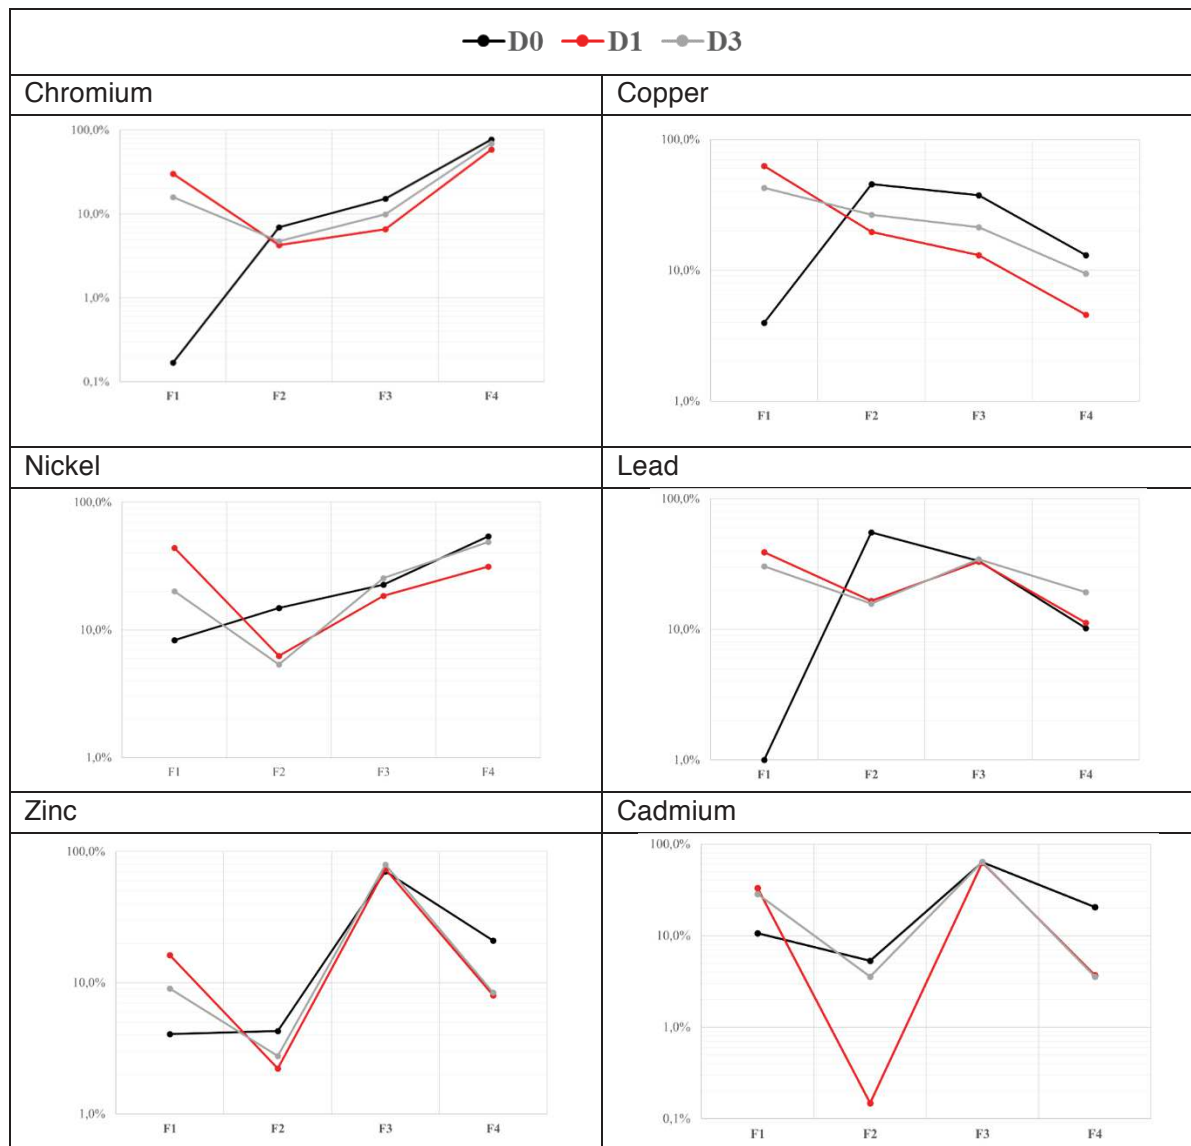 D0 D1 D3
Chromium
100,0%
10,0%
1,0%
0,1%
F1 F2 F3 F4
Copper
100,0%
10,0%
1,0%
F1 F2 F3 F4
Nickel
100,0%
10,0%
1,0%
F1 F2 F3 F4
Lead
100,0%
10,0%
1,0%
F1 F2 F3 F4
Zinc
100,0%
10,0%
1,0%
F1 F2 F3 F4
Cadmium
100,0%
10,0%
1,0%
0,1%
F1 F2 F3 F4